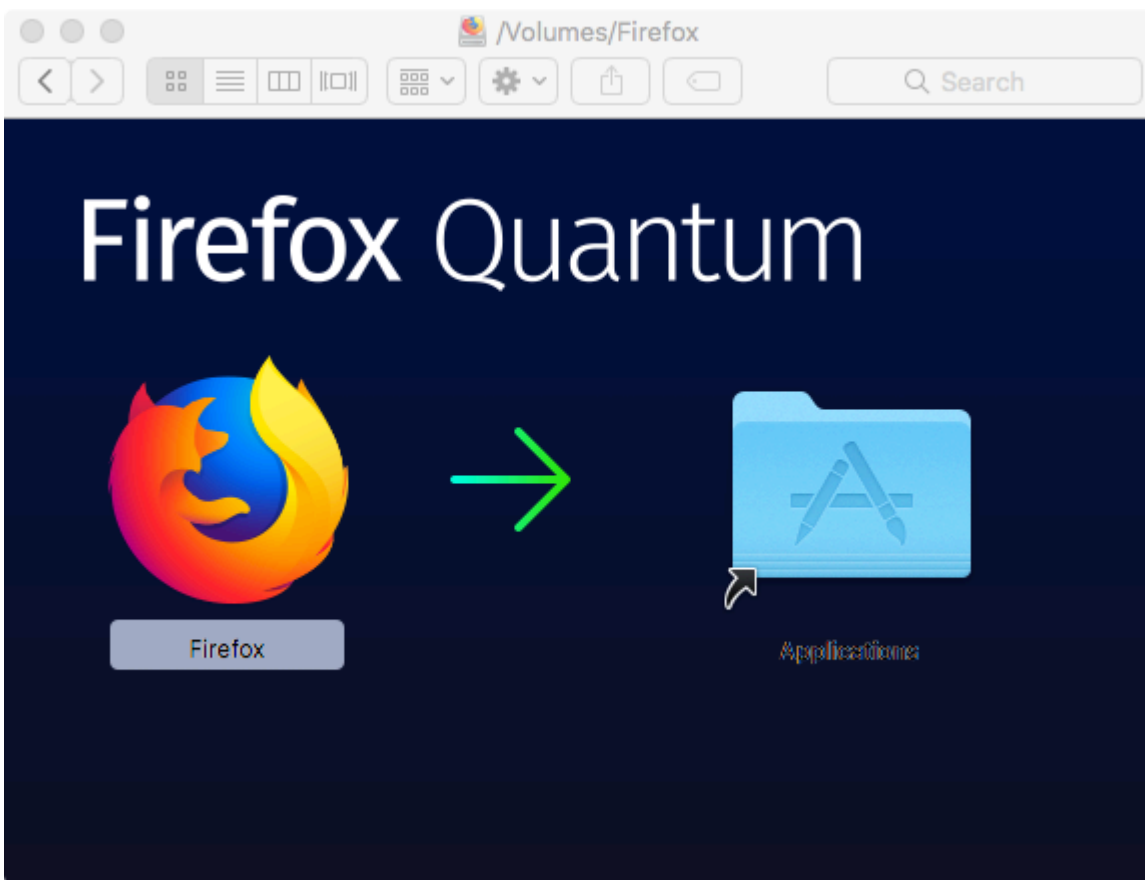 /Volumes/Firefox
Search
Firefox Quantum
Firefox
Applications